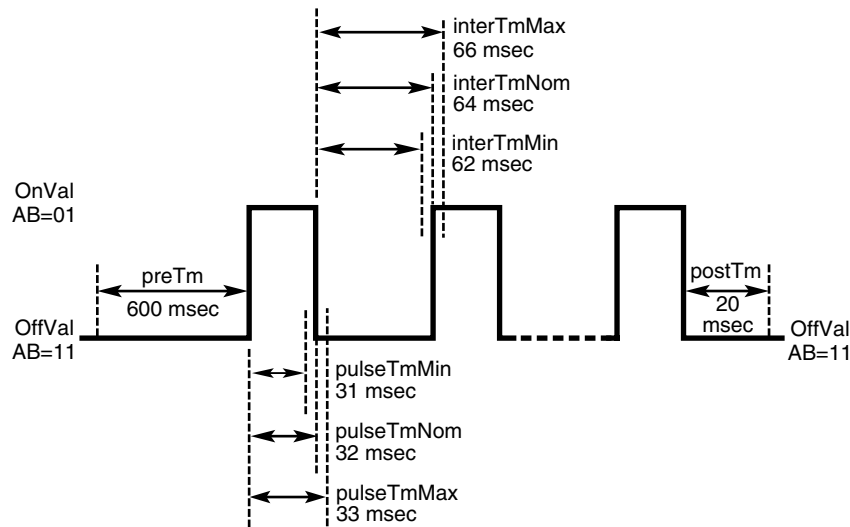 interTmMax
66 msec
interTmNom
64 msec
interTmMin
62 msec
OnVal
AB=01
preTm
600 msec
postTm
20
msec
OffVal
AB=11
OffVal
AB=11
pulseTmMin
31 msec
pulseTmNom
32 msec
pulseTmMax
33 msec